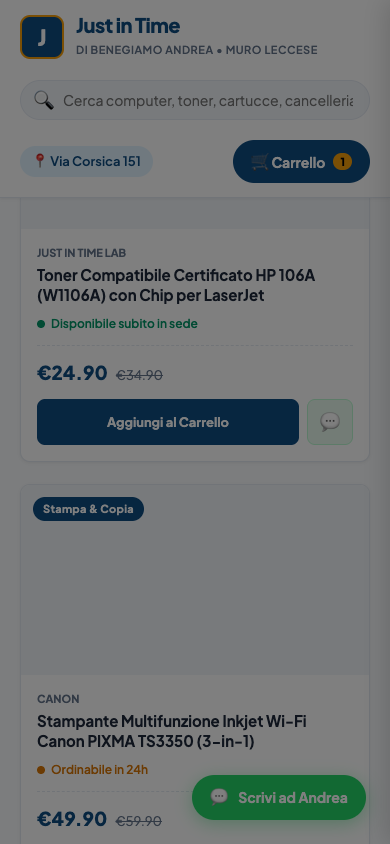 J
Just in Time
DI BENEGIAMO ANDREA • MURO LECCESE
Cerca computer, toner, cartucce, cancelleria
Via Corsica 151
Carrello 1
JUST IN TIME LAB
Toner Compatibile Certificato HP 106A
(W1106A) con Chip per LaserJet
Disponibile subito in sede
€24.90 €34.90
Aggiungi al Carrello
Stampa & Copia
CANON
Stampante Multifunzione Inkjet Wi-Fi
Canon PIXMA TS3350 (3-in-1)
Ordinabile in 24h
€49.90 €59.90
Scrivi ad Andrea